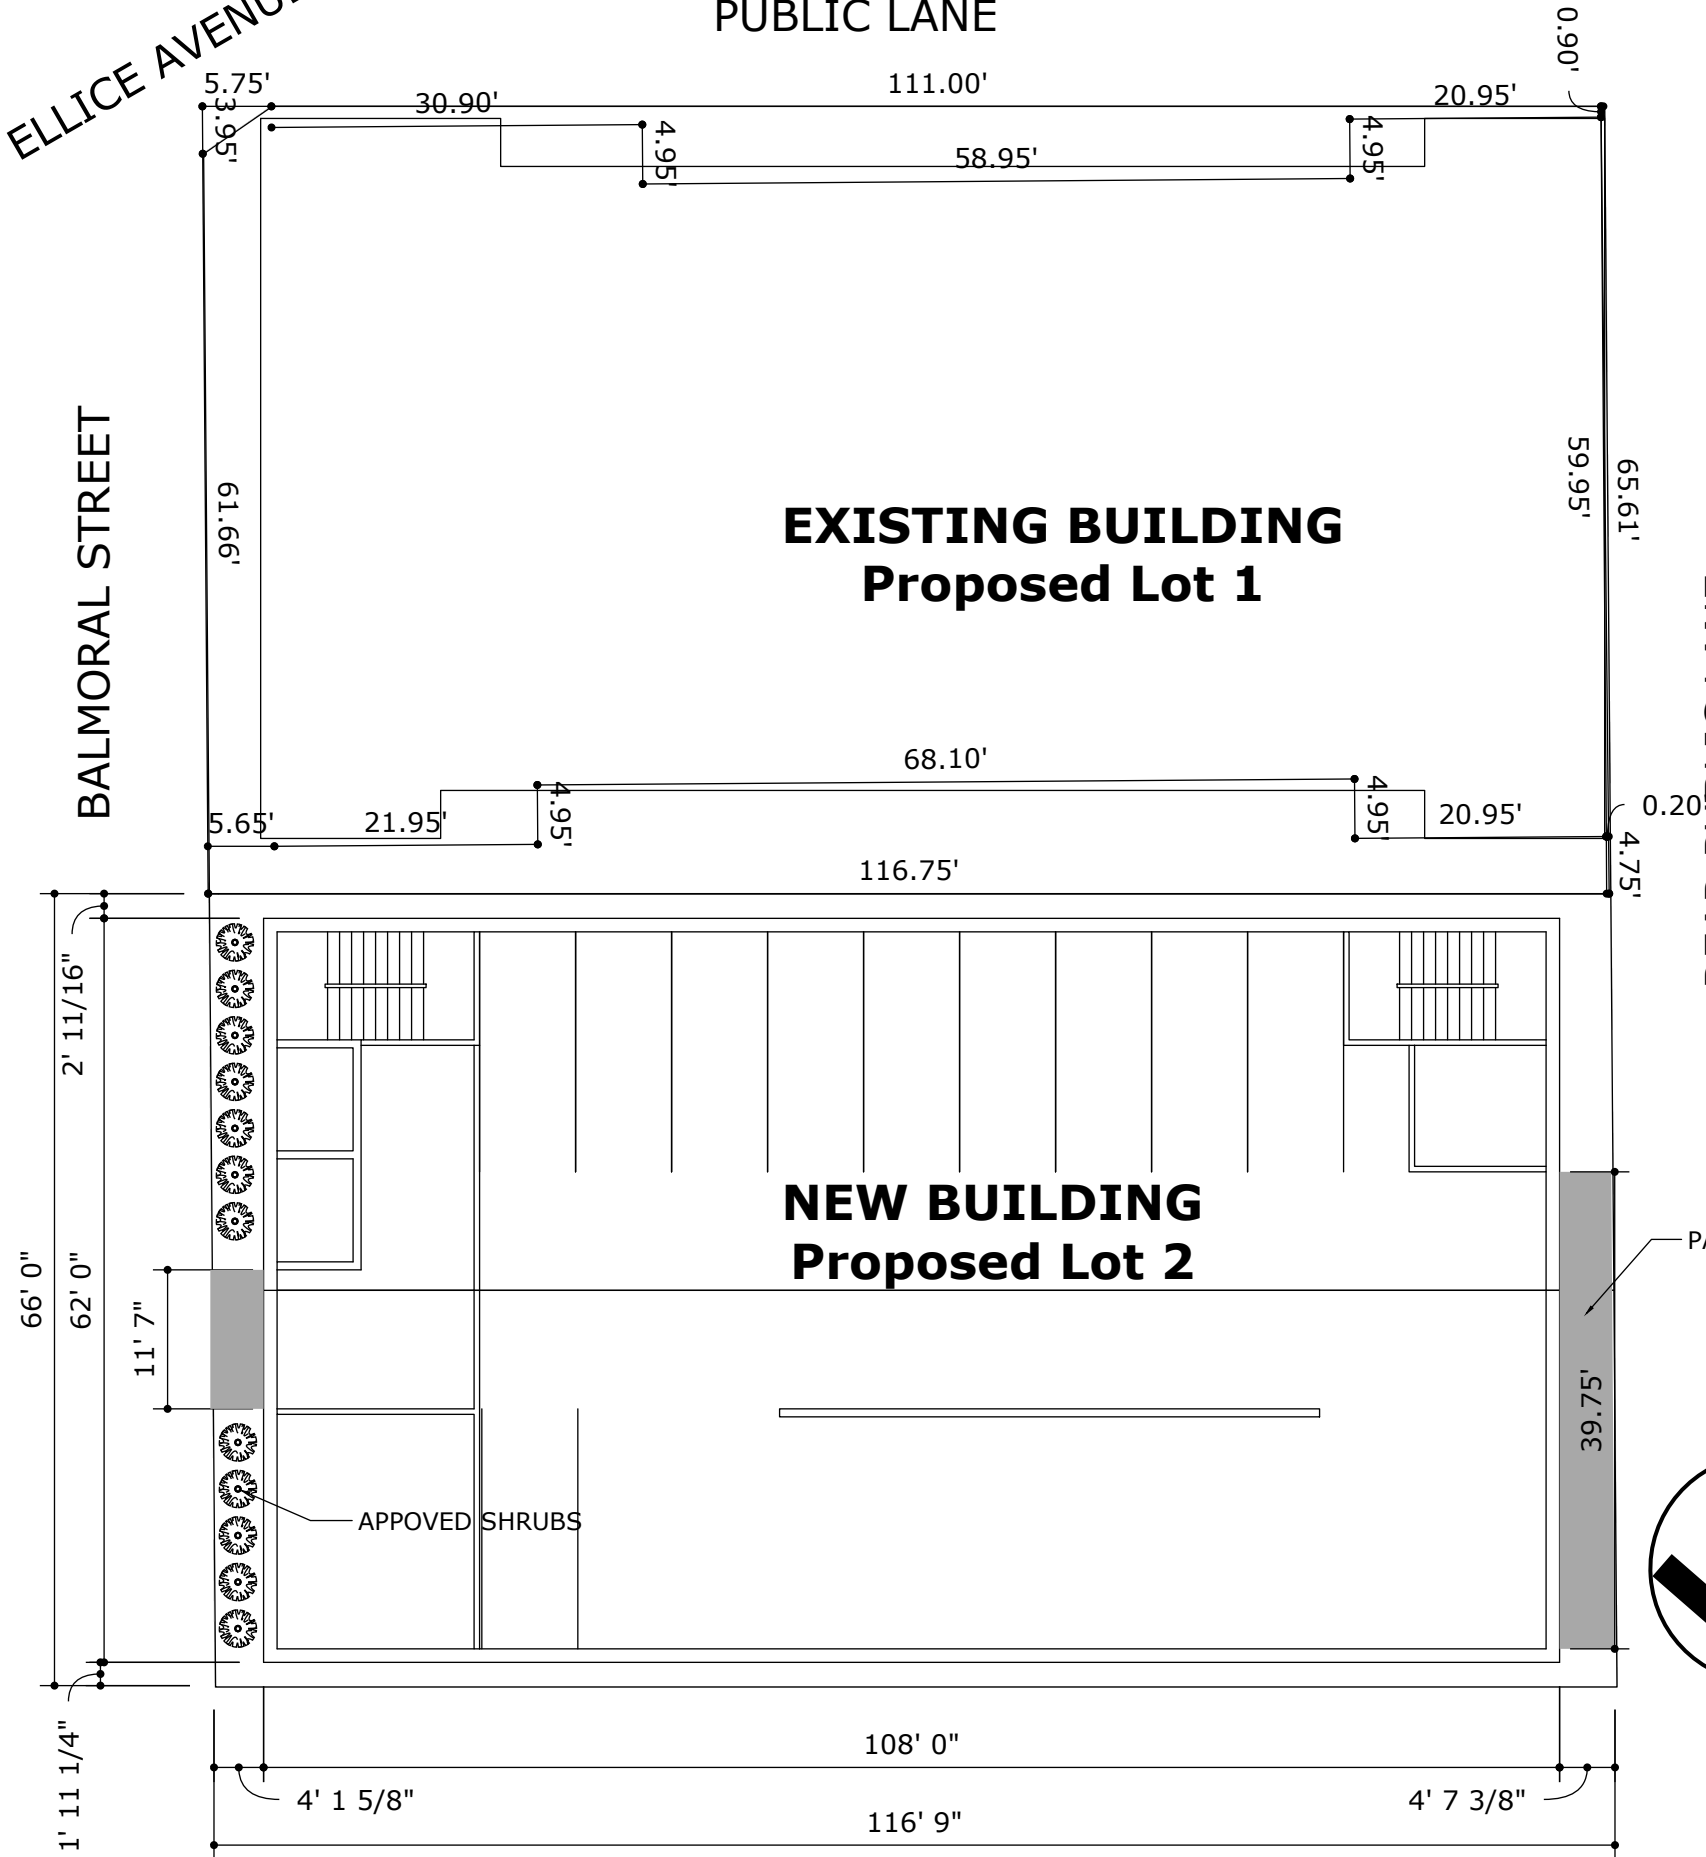 PUBLIC LANE
ELLICE AVENUE
0.90'
5.75'
111.00'
3.95'
30.90'
20.95'
4.95'
58.95'
4.95'
BALMORAL STREET
61.66'
59.95'
65.61'
EXISTING BUILDING
Proposed Lot 1
68.10'
5.65'
21.95'
4.95'
4.95'
20.95'
0.20'
4.75'
116.75'
2' 11/16"
66' 0"
62' 0"
11' 7"
NEW BUILDING
Proposed Lot 2
PA
39.75'
APPOVED SHRUBS
1' 11 1/4"
108' 0"
4' 1 5/8"
4' 7 3/8"
116' 9"